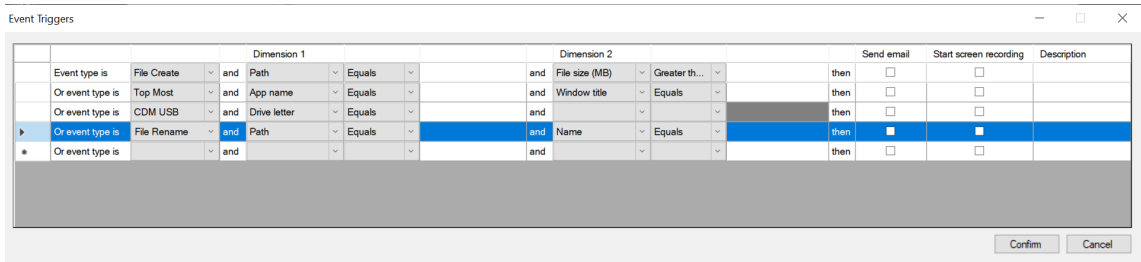 Event Triggers
Dimension 1 Dimension 2 Send email Start screen recording Description
Event type is File Create and Path Equals and File size (MB) Greater th... then
Or event type is Top Most and App name Equals and Window title Equals then
Or event type is CDM USB and Drive letter Equals and then
Or event type is File Rename and Path Equals and Name Equals then
Or event type is and and then
Confirm Cancel